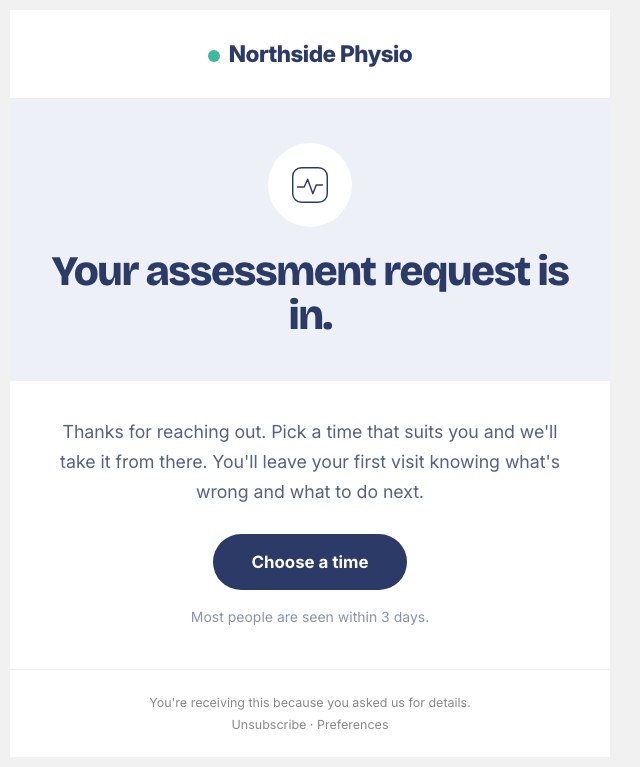 Northside Physio
Your assessment request is
in.
Thanks for reaching out. Pick a time that suits you and we'll
take it from there. You'll leave your first visit knowing what's
wrong and what to do next.
Choose a time
Most people are seen within 3 days.
You're receiving this because you asked us for details.
Unsubscribe · Preferences